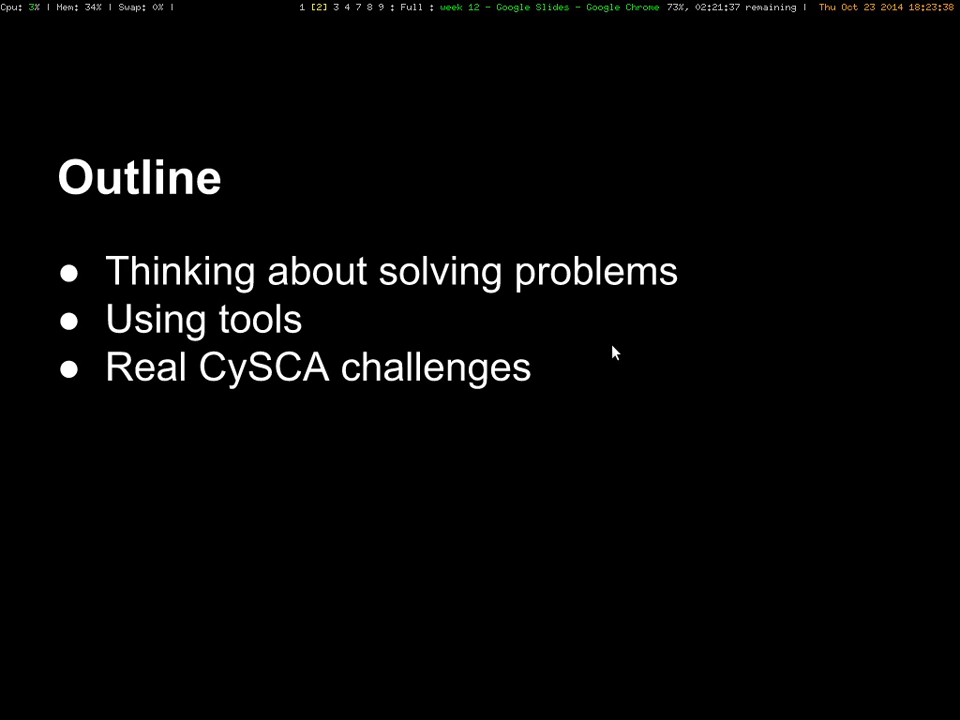 Cpu: 3% | Mem: 34% | Swap: 0% | 1 [2] 3 4 7 8 9 : Full : week 12 - Google Slides - Google Chrome 73%, 02:21:37 remaining | Thu Oct 23 2014 18:23:38
Outline
● Thinking about solving problems
● Using tools
● Real CySCA challenges